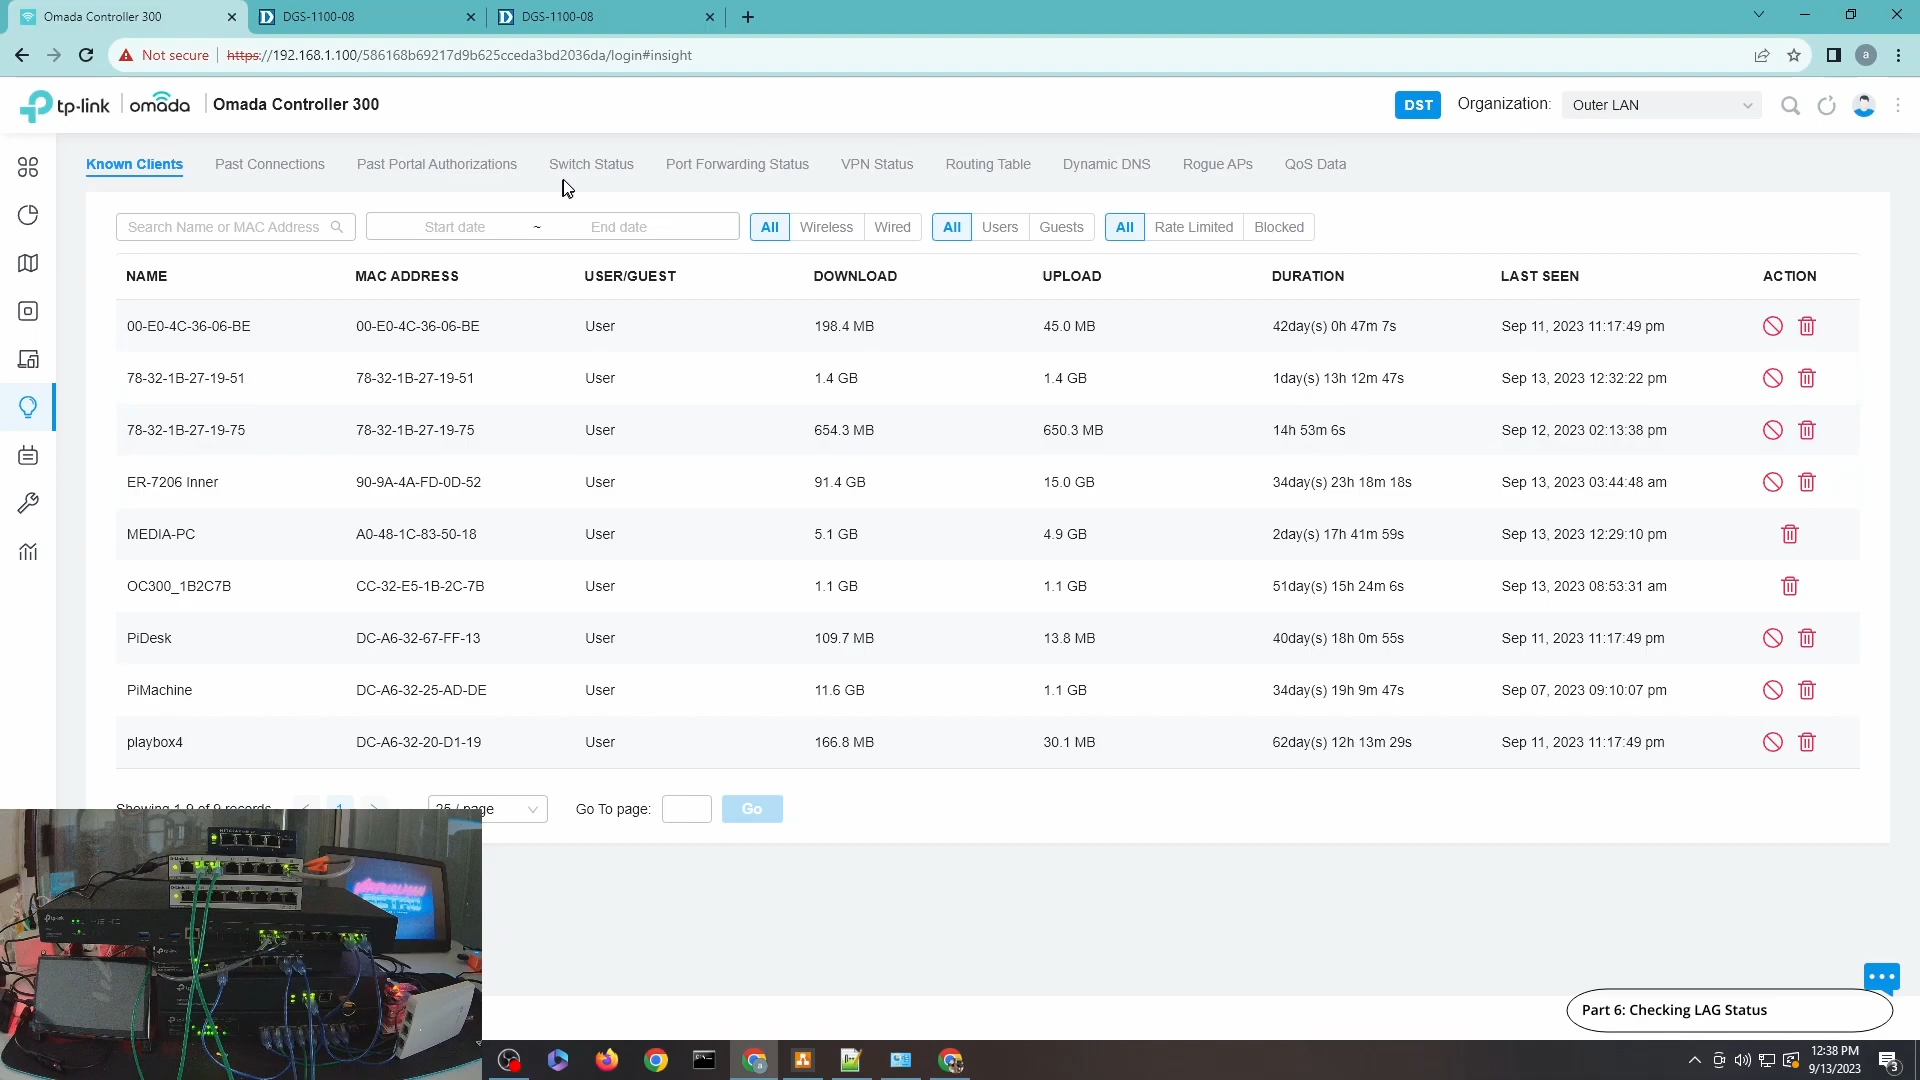 Omada Controller 300
DGS-1100-08
DGS-1100-08
Not secure
https://192.168.1.100/586168b69217d9b625cceda3bd2036da/login#insight
a
tp-link
omada
Omada Controller 300
DST
Organization:
Outer LAN
Known Clients
Past Connections
Past Portal Authorizations
Switch Status
Port Forwarding Status
VPN Status
Routing Table
Dynamic DNS
Rogue APs
QoS Data
Search Name or MAC Address
Start date ~ End date
All Wireless Wired
All Users Guests
All Rate Limited Blocked
NAME MAC ADDRESS USER/GUEST DOWNLOAD UPLOAD DURATION LAST SEEN ACTION
00-E0-4C-36-06-BE 00-E0-4C-36-06-BE User 198.4 MB 45.0 MB 42day(s) 0h 47m 7s Sep 11, 2023 11:17:49 pm
78-32-1B-27-19-51 78-32-1B-27-19-51 User 1.4 GB 1.4 GB 1day(s) 13h 12m 47s Sep 13, 2023 12:32:22 pm
78-32-1B-27-19-75 78-32-1B-27-19-75 User 654.3 MB 650.3 MB 14h 53m 6s Sep 12, 2023 02:13:38 pm
ER-7206 Inner 90-9A-4A-FD-0D-52 User 91.4 GB 15.0 GB 34day(s) 23h 18m 18s Sep 13, 2023 03:44:48 am
MEDIA-PC A0-48-1C-83-50-18 User 5.1 GB 4.9 GB 2day(s) 17h 41m 59s Sep 13, 2023 12:29:10 pm
OC300_1B2C7B CC-32-E5-1B-2C-7B User 1.1 GB 1.1 GB 51day(s) 15h 24m 6s Sep 13, 2023 08:53:31 am
PiDesk DC-A6-32-67-FF-13 User 109.7 MB 13.8 MB 40day(s) 18h 0m 55s Sep 11, 2023 11:17:49 pm
PiMachine DC-A6-32-25-AD-DE User 11.6 GB 1.1 GB 34day(s) 19h 9m 47s Sep 07, 2023 09:10:07 pm
playbox4 DC-A6-32-20-D1-19 User 166.8 MB 30.1 MB 62day(s) 12h 13m 29s Sep 11, 2023 11:17:49 pm
Showing 1-9 of 9 records < 1 > 25 / page Go To page: Go
Part 6: Checking LAG Status
12:38 PM
9/13/2023
3